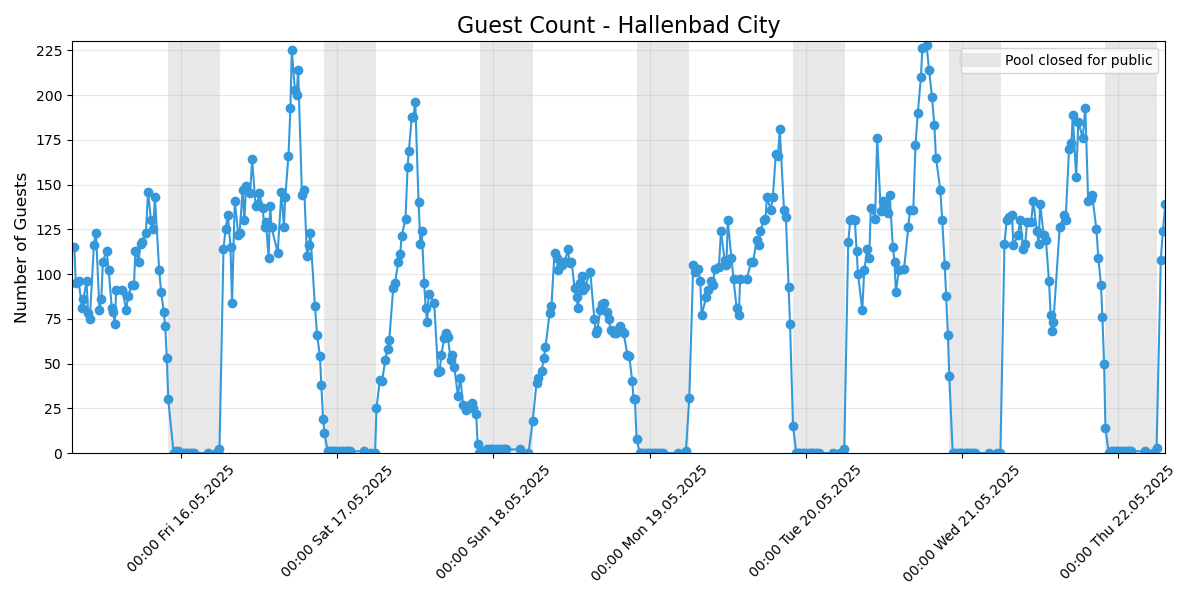 Guest Count - Hallenbad City
Pool closed for public
Number of Guests
225
200
175
150
125
100
75
50
25
0
00:00 Fri 16.05.2025
00:00 Sat 17.05.2025
00:00 Sun 18.05.2025
00:00 Mon 19.05.2025
00:00 Tue 20.05.2025
00:00 Wed 21.05.2025
00:00 Thu 22.05.2025